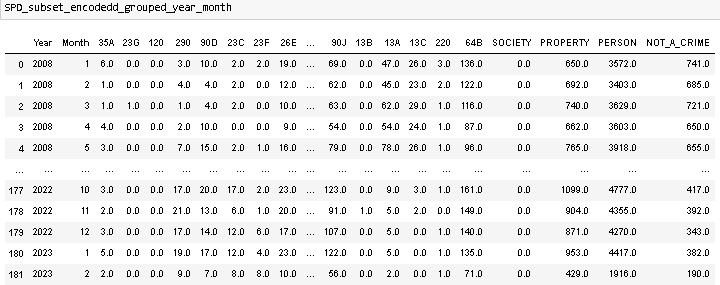 SPD_subset_encodedd_grouped_year_month
Year Month 35A 23G 120 290 90D 23C 23F 26E ... 90J 13B 13A 13C 220 64B SOCIETY PROPERTY PERSON NOT_A_CRIME
0 2008 1 6.0 0.0 0.0 3.0 10.0 2.0 2.0 19.0 ... 69.0 0.0 47.0 26.0 3.0 136.0 0.0 650.0 3572.0 741.0
1 2008 2 1.0 0.0 0.0 4.0 4.0 2.0 0.0 12.0 ... 62.0 0.0 45.0 23.0 2.0 122.0 0.0 692.0 3403.0 685.0
2 2008 3 1.0 1.0 0.0 1.0 4.0 2.0 0.0 10.0 ... 63.0 0.0 62.0 29.0 1.0 116.0 0.0 740.0 3629.0 721.0
3 2008 4 4.0 0.0 0.0 2.0 10.0 0.0 0.0 9.0 ... 54.0 0.0 54.0 24.0 1.0 87.0 0.0 662.0 3603.0 650.0
4 2008 5 3.0 0.0 0.0 7.0 15.0 2.0 1.0 16.0 ... 79.0 0.0 78.0 26.0 1.0 96.0 0.0 765.0 3918.0 655.0
... ... ... ... ... ... ... ... ... ... ... ... ... ... ... ... ... ... ... ... ... ...
177 2022 10 3.0 0.0 0.0 17.0 20.0 17.0 2.0 23.0 ... 123.0 0.0 9.0 3.0 1.0 161.0 0.0 1099.0 4777.0 417.0
178 2022 11 2.0 0.0 0.0 21.0 13.0 6.0 1.0 20.0 ... 91.0 1.0 5.0 2.0 0.0 149.0 0.0 904.0 4355.0 392.0
179 2022 12 3.0 0.0 0.0 17.0 14.0 12.0 6.0 17.0 ... 107.0 0.0 5.0 0.0 1.0 140.0 0.0 871.0 4270.0 343.0
180 2023 1 5.0 0.0 0.0 19.0 17.0 12.0 4.0 23.0 ... 122.0 0.0 5.0 1.0 0.0 135.0 0.0 953.0 4417.0 382.0
181 2023 2 2.0 0.0 0.0 9.0 7.0 8.0 8.0 10.0 ... 56.0 0.0 2.0 0.0 1.0 71.0 0.0 429.0 1916.0 190.0